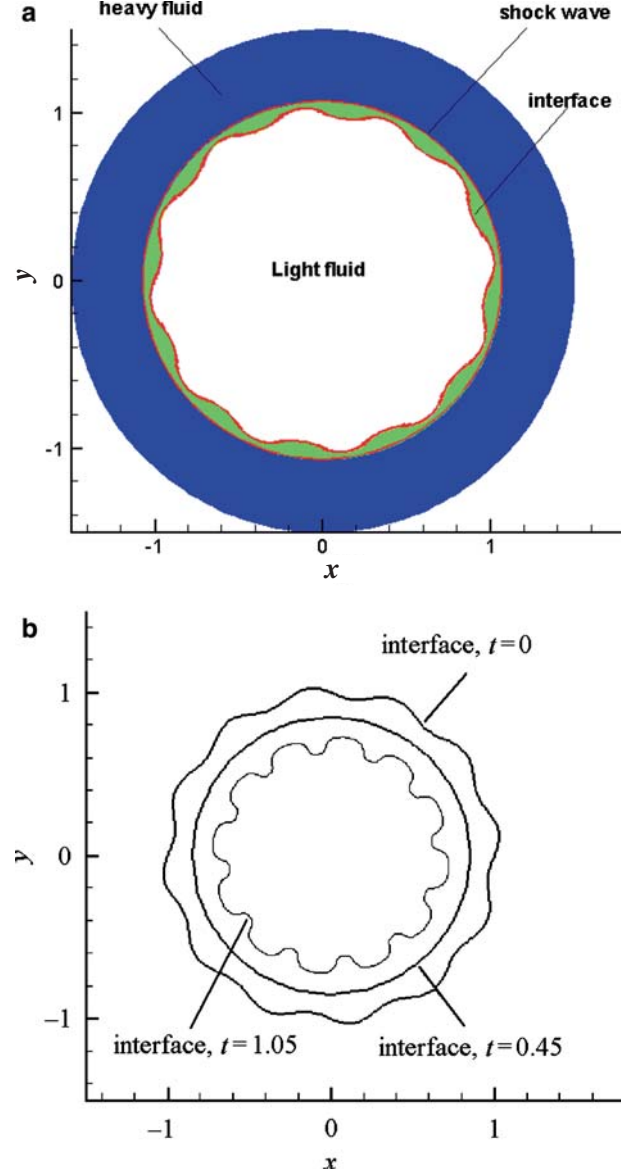 a
heavy fluid
shock wave
interface
Light fluid
y
1
0
-1
-1
0
1
x
b
interface, t=0
y
1
0
−1
interface, t=1.05
interface, t=0.45
−1
0
1
x